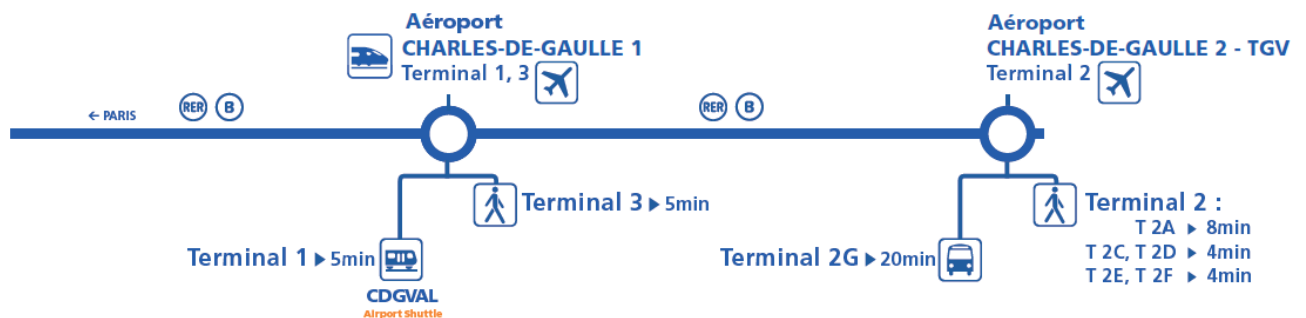 Aéroport
CHARLES-DE-GAULLE 1
Terminal 1, 3
Aéroport
CHARLES-DE-GAULLE 2 - TGV
Terminal 2
← PARIS
RER B
RER B
Terminal 3 ▸ 5min
Terminal 1 ▸ 5min
CDGVAL
Airport Shuttle
Terminal 2G ▸ 20min
Terminal 2 :
T 2A ▸ 8min
T 2C, T 2D ▸ 4min
T 2E, T 2F ▸ 4min